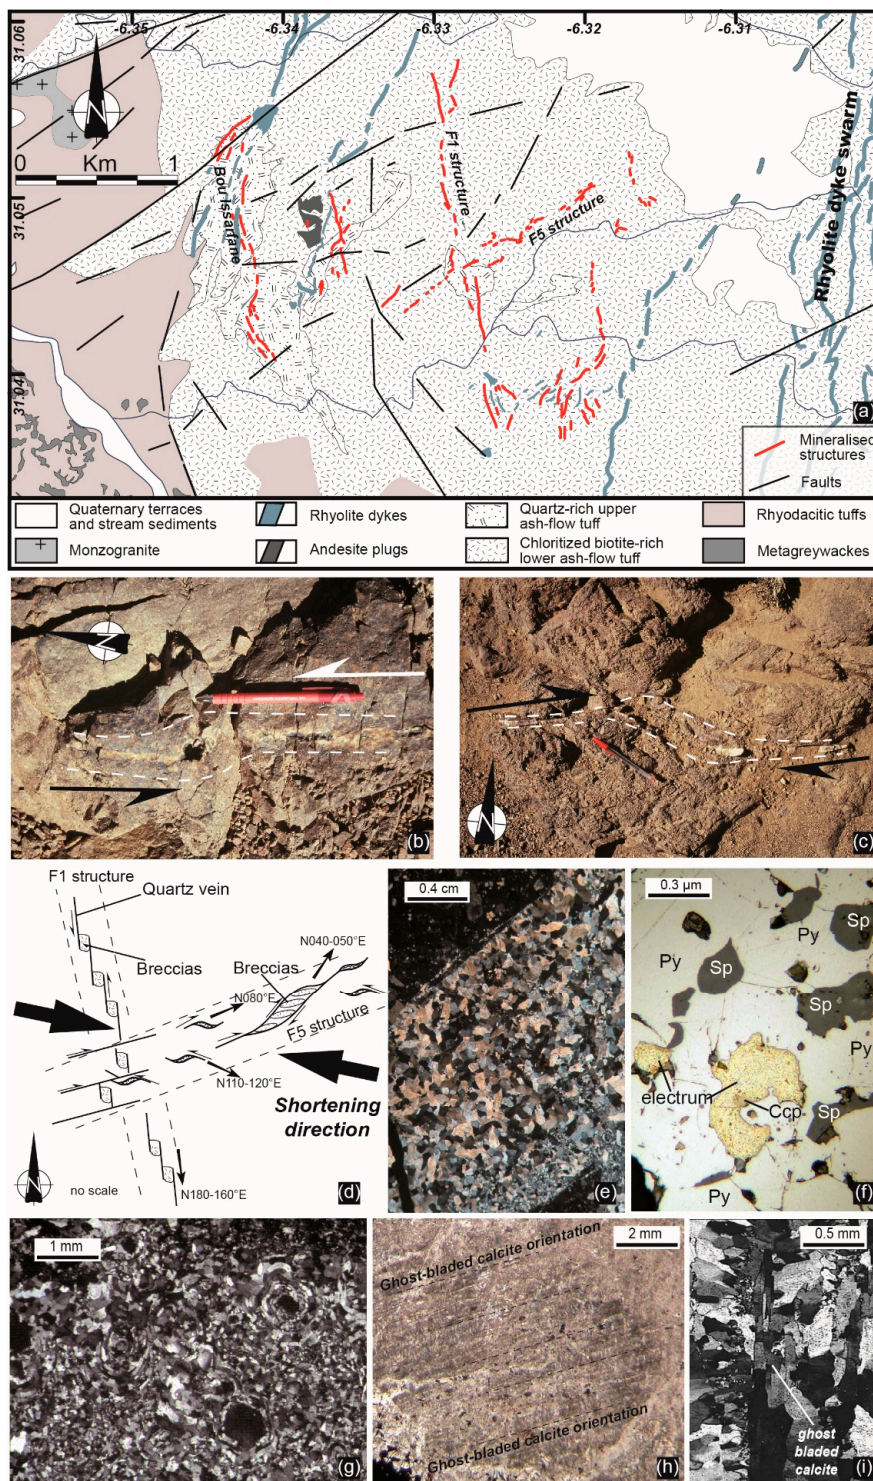 -6.35
-6.34
-6.33
-6.32
-6.31
31.06
31.05
31.04
N
0 Km 1
Bou Issarfane
F1 structure
F5 structure
Rhyolite dyke swarm
(a)
Mineralised
structures
Faults
Quaternary terraces
and stream sediments
Monzogranite
Rhyolite dykes
Andesite plugs
Quartz-rich upper
ash-flow tuff
Chloritized biotite-rich
lower ash-flow tuff
Rhyodacitic tuffs
Metagreywackes
N
(b)
N
(c)
F1 structure
Quartz vein
Breccias
Breccias
N040-050°E
N080°E
F5 structure
N110-120°E
Shortening
direction
N
no scale
N180-160°E
(d)
0.4 cm
(e)
0.3 µm
Py
Sp
Py
Sp
Sp
Py
electrum
Ccp
Sp
Py
(f)
1 mm
(g)
2 mm
Ghost-bladed calcite orientation
Ghost-bladed calcite orientation
(h)
0.5 mm
ghost
bladed
calcite
(i)